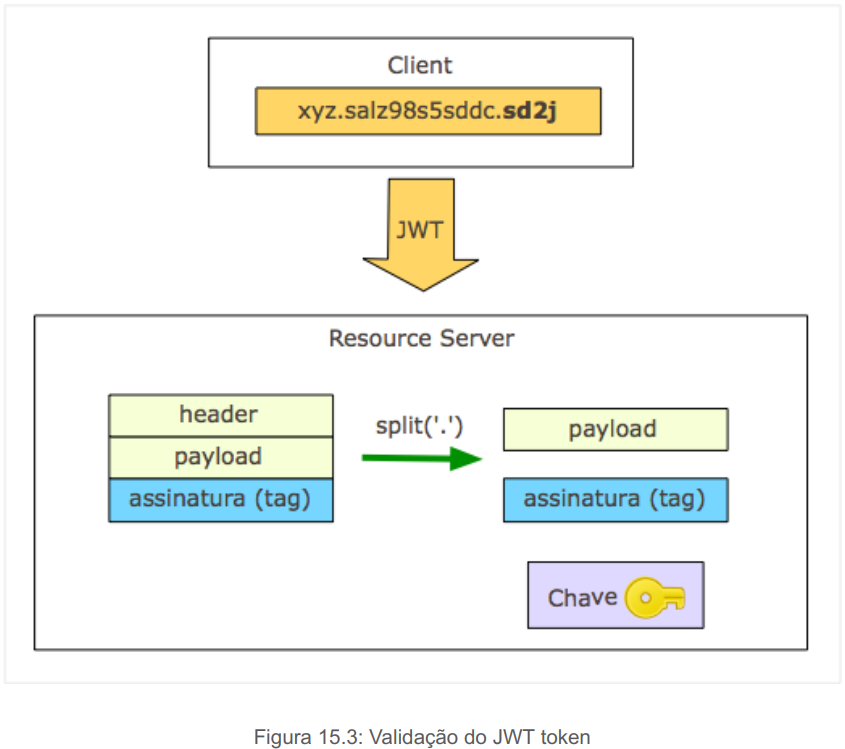 Client
xyz.salz98s5sddc.sd2j
JWT
Resource Server
header
payload
assinatura (tag)
split('.')
payload
assinatura (tag)
Chave
Figura 15.3: Validação do JWT token